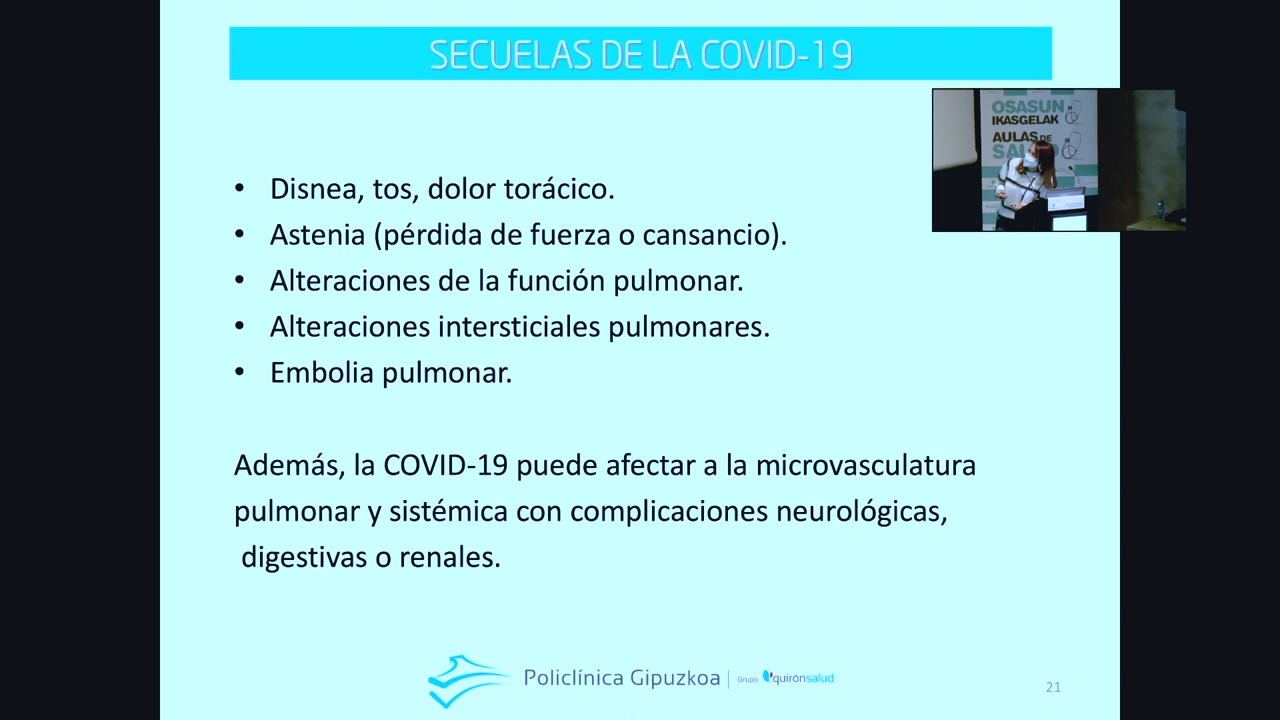 SECUELAS DE LA COVID-19
OSASUN
IKASGELAK
AULAS DE
• Disnea, tos, dolor torácico.
• Astenia (pérdida de fuerza o cansancio).
• Alteraciones de la función pulmonar.
• Alteraciones intersticiales pulmonares.
• Embolia pulmonar.
Además, la COVID-19 puede afectar a la microvasculatura
pulmonar y sistémica con complicaciones neurológicas,
digestivas o renales.
Policlínica Gipuzkoa | Grupo quirónsalud
21